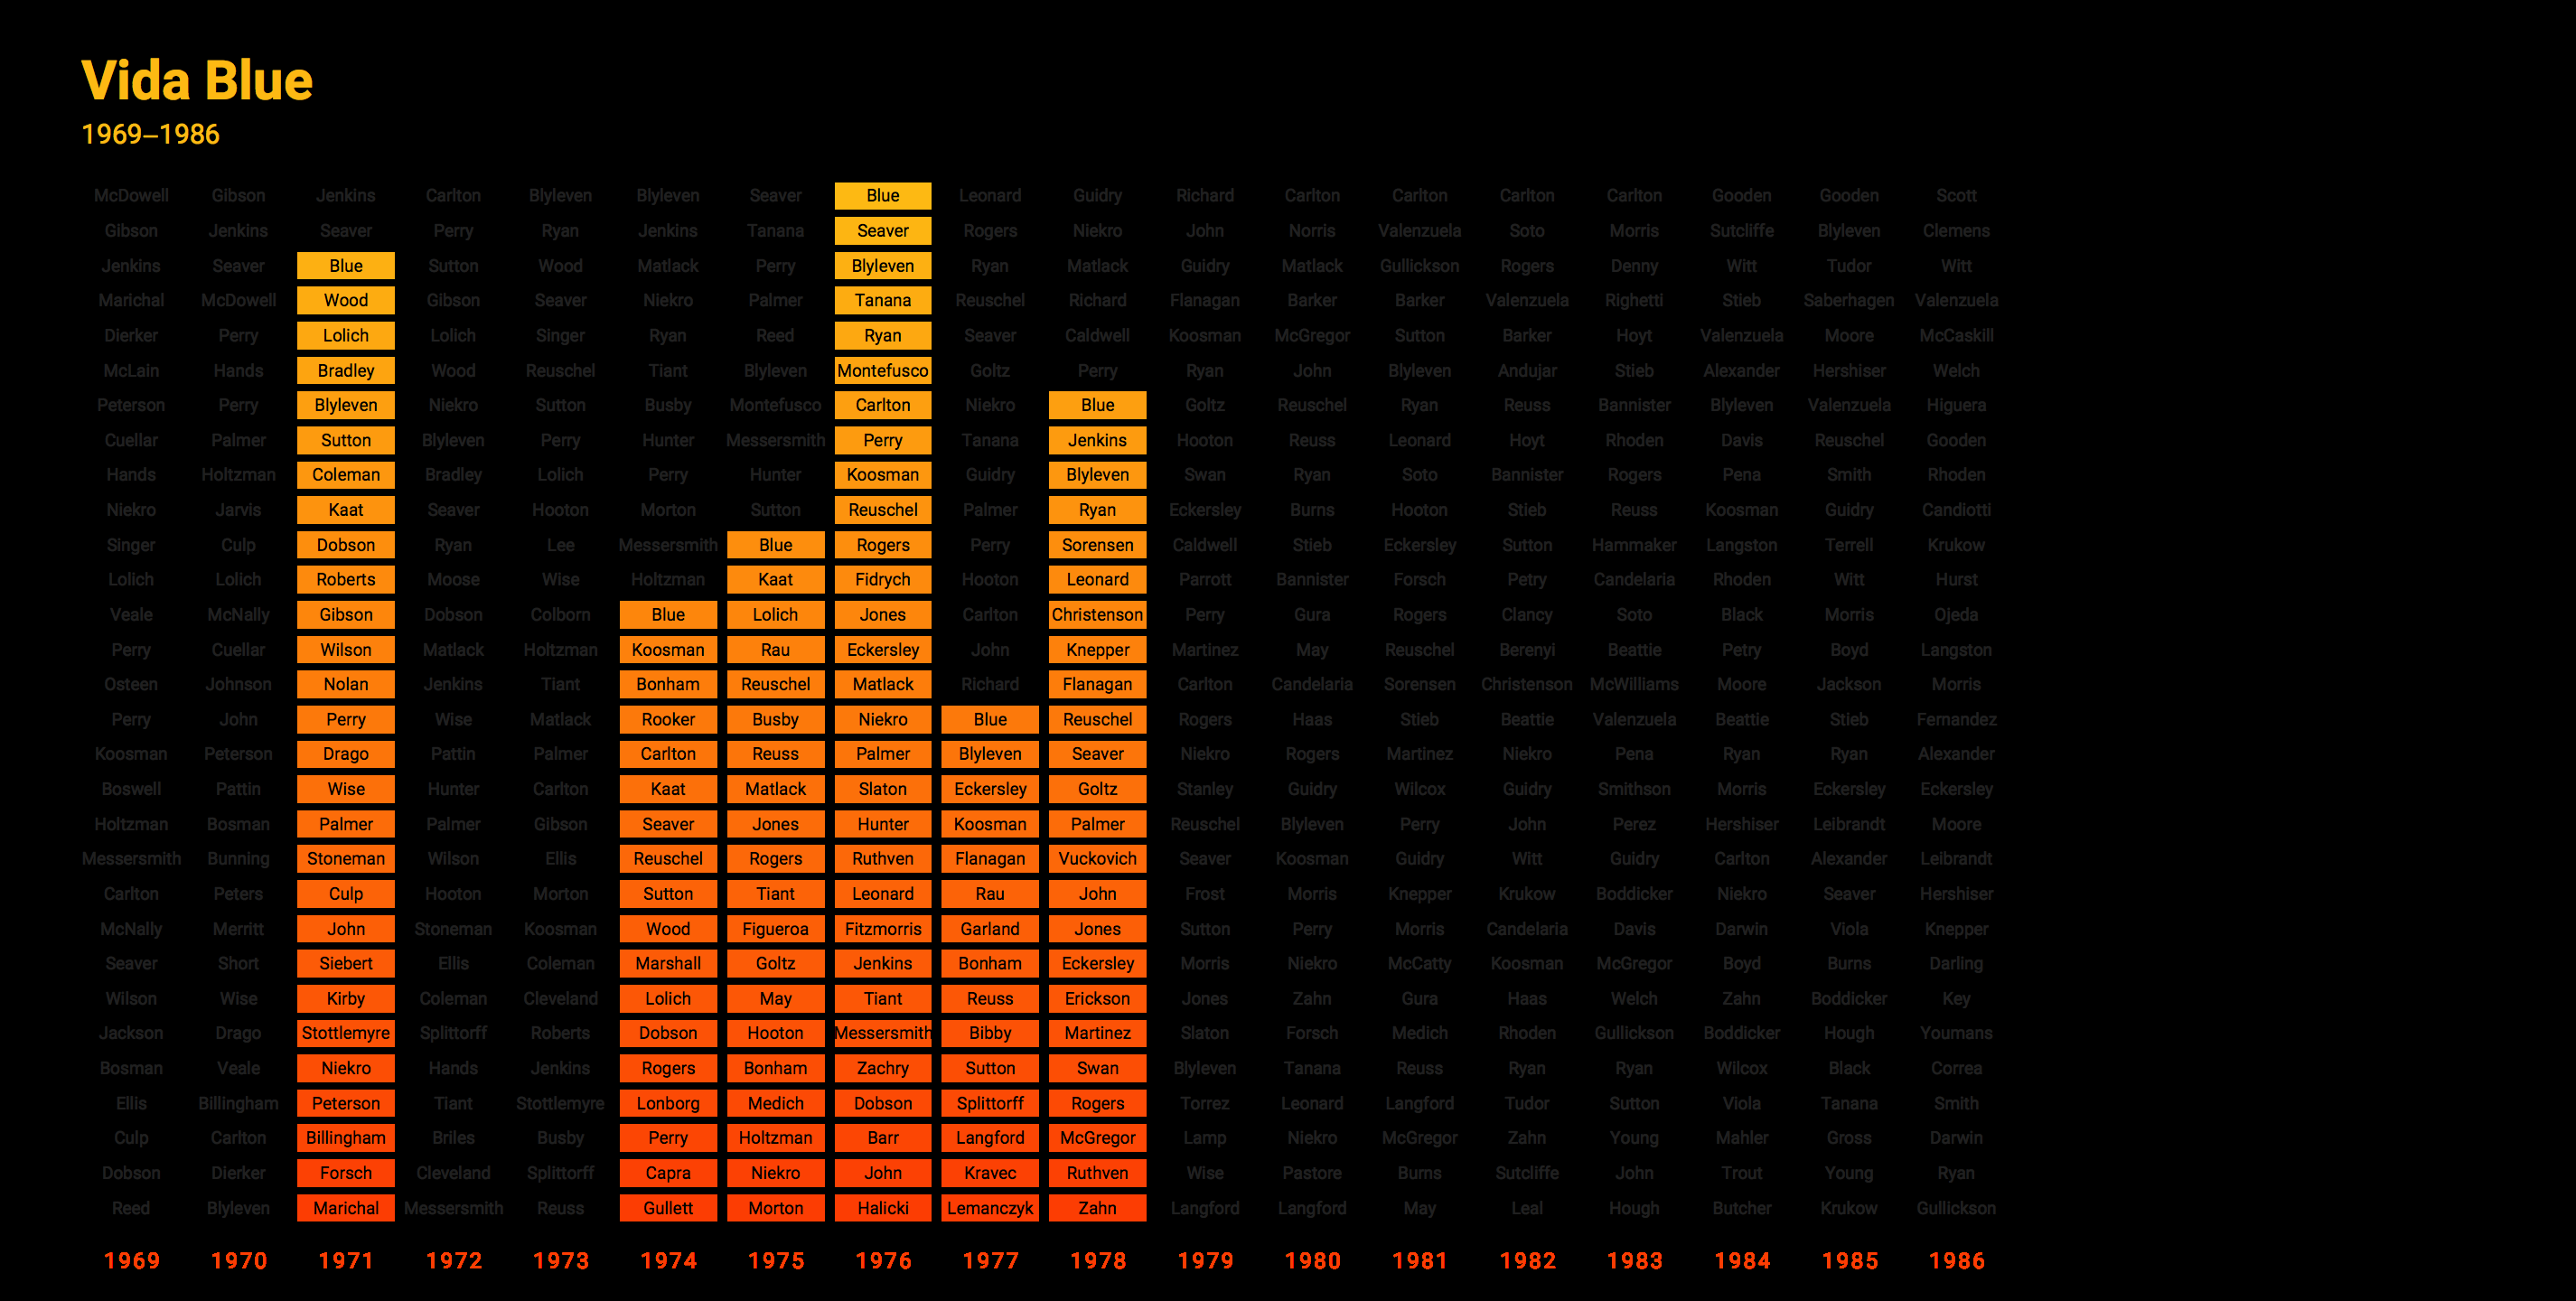 Vida Blue
1969–1986
McDowell Gibson Jenkins Carlton Blyleven Blyleven Seaver Blue Leonard Guidry Richard Carlton Carlton Carlton Carlton Gooden Gooden Scott
Gibson Jenkins Seaver Perry Ryan Jenkins Tanana Seaver Rogers Niekro John Norris Valenzuela Soto Morris Sutcliffe Blyleven Clemens
Jenkins Seaver Blue Sutton Wood Matlack Perry Blyleven Ryan Matlack Guidry Matlack Gullickson Rogers Denny Witt Tudor Witt
Marichal McDowell Wood Gibson Seaver Niekro Palmer Tanana Reuschel Richard Flanagan Barker Barker Valenzuela Righetti Stieb Saberhagen Valenzuela
Dierker Perry Lolich Lolich Singer Ryan Reed Ryan Seaver Caldwell Koosman McGregor Sutton Barker Hoyt Valenzuela Moore McCaskill
McLain Hands Bradley Wood Reuschel Tiant Blyleven Montefusco Goltz Perry Ryan John Blyleven Andujar Stieb Alexander Hershiser Welch
Peterson Perry Blyleven Niekro Sutton Busby Montefusco Carlton Niekro Blue Goltz Reuschel Ryan Reuss Bannister Blyleven Valenzuela Higuera
Cuellar Palmer Sutton Blyleven Perry Hunter Messersmith Perry Tanana Jenkins Hooton Reuss Leonard Hoyt Rhoden Davis Reuschel Gooden
Hands Holtzman Coleman Bradley Lolich Perry Hunter Koosman Guidry Blyleven Swan Ryan Soto Bannister Rogers Pena Smith Rhoden
Niekro Jarvis Kaat Seaver Hooton Morton Sutton Reuschel Palmer Ryan Eckersley Burns Hooton Stieb Reuss Koosman Guidry Candiotti
Singer Culp Dobson Ryan Lee Messersmith Blue Rogers Perry Sorensen Caldwell Stieb Eckersley Sutton Hammaker Langston Terrell Krukow
Lolich Lolich Roberts Moose Wise Holtzman Kaat Fidrych Hooton Leonard Parrott Bannister Forsch Petry Candelaria Rhoden Witt Hurst
Veale McNally Gibson Dobson Colborn Blue Lolich Jones Carlton Christenson Perry Gura Rogers Clancy Soto Black Morris Ojeda
Perry Cuellar Wilson Matlack Holtzman Koosman Rau Eckersley John Knepper Martinez May Reuschel Berenyi Beattie Petry Boyd Langston
Osteen Johnson Nolan Jenkins Tiant Bonham Reuschel Matlack Richard Flanagan Carlton Candelaria Sorensen Christenson McWilliams Moore Jackson Morris
Perry John Perry Wise Matlack Rooker Busby Niekro Blue Reuschel Rogers Haas Stieb Beattie Valenzuela Beattie Stieb Fernandez
Koosman Peterson Drago Pattin Palmer Carlton Reuss Palmer Blyleven Seaver Niekro Rogers Martinez Niekro Pena Ryan Ryan Alexander
Boswell Pattin Wise Hunter Carlton Kaat Matlack Slaton Eckersley Goltz Stanley Guidry Wilcox Guidry Smithson Morris Eckersley Eckersley
Holtzman Bosman Palmer Palmer Gibson Seaver Jones Hunter Koosman Palmer Reuschel Blyleven Perry John Perez Hershiser Leibrandt Moore
Messersmith Bunning Stoneman Wilson Ellis Reuschel Rogers Ruthven Flanagan Vuckovich Seaver Koosman Guidry Witt Guidry Carlton Alexander Leibrandt
Carlton Peters Culp Hooton Morton Sutton Tiant Leonard Rau John Frost Morris Knepper Krukow Boddicker Niekro Seaver Hershiser
McNally Merritt John Stoneman Koosman Wood Figueroa Fitzmorris Garland Jones Sutton Perry Morris Candelaria Davis Darwin Viola Knepper
Seaver Short Siebert Ellis Coleman Marshall Goltz Jenkins Bonham Eckersley Morris Niekro McCatty Koosman McGregor Boyd Burns Darling
Wilson Wise Kirby Coleman Cleveland Lolich May Tiant Reuss Erickson Jones Zahn Gura Haas Welch Zahn Boddicker Key
Jackson Drago Stottlemyre Splittorff Roberts Dobson Hooton Messersmith Bibby Martinez Slaton Forsch Medich Rhoden Gullickson Boddicker Hough Youmans
Bosman Veale Niekro Hands Jenkins Rogers Bonham Zachry Sutton Swan Blyleven Tanana Reuss Ryan Ryan Wilcox Black Correa
Ellis Billingham Peterson Tiant Stottlemyre Lonborg Medich Dobson Splittorff Rogers Torrez Leonard Langford Tudor Sutton Viola Tanana Smith
Culp Carlton Billingham Briles Busby Perry Holtzman Barr Langford McGregor Lamp Niekro McGregor Zahn Young Mahler Gross Darwin
Dobson Dierker Forsch Cleveland Splittorff Capra Niekro John Kravec Ruthven Wise Pastore Burns Sutcliffe John Trout Young Ryan
Reed Blyleven Marichal Messersmith Reuss Gullett Morton Halicki Lemanczyk Zahn Langford Langford May Leal Hough Butcher Krukow Gullickson
1969 1970 1971 1972 1973 1974 1975 1976 1977 1978 1979 1980 1981 1982 1983 1984 1985 1986